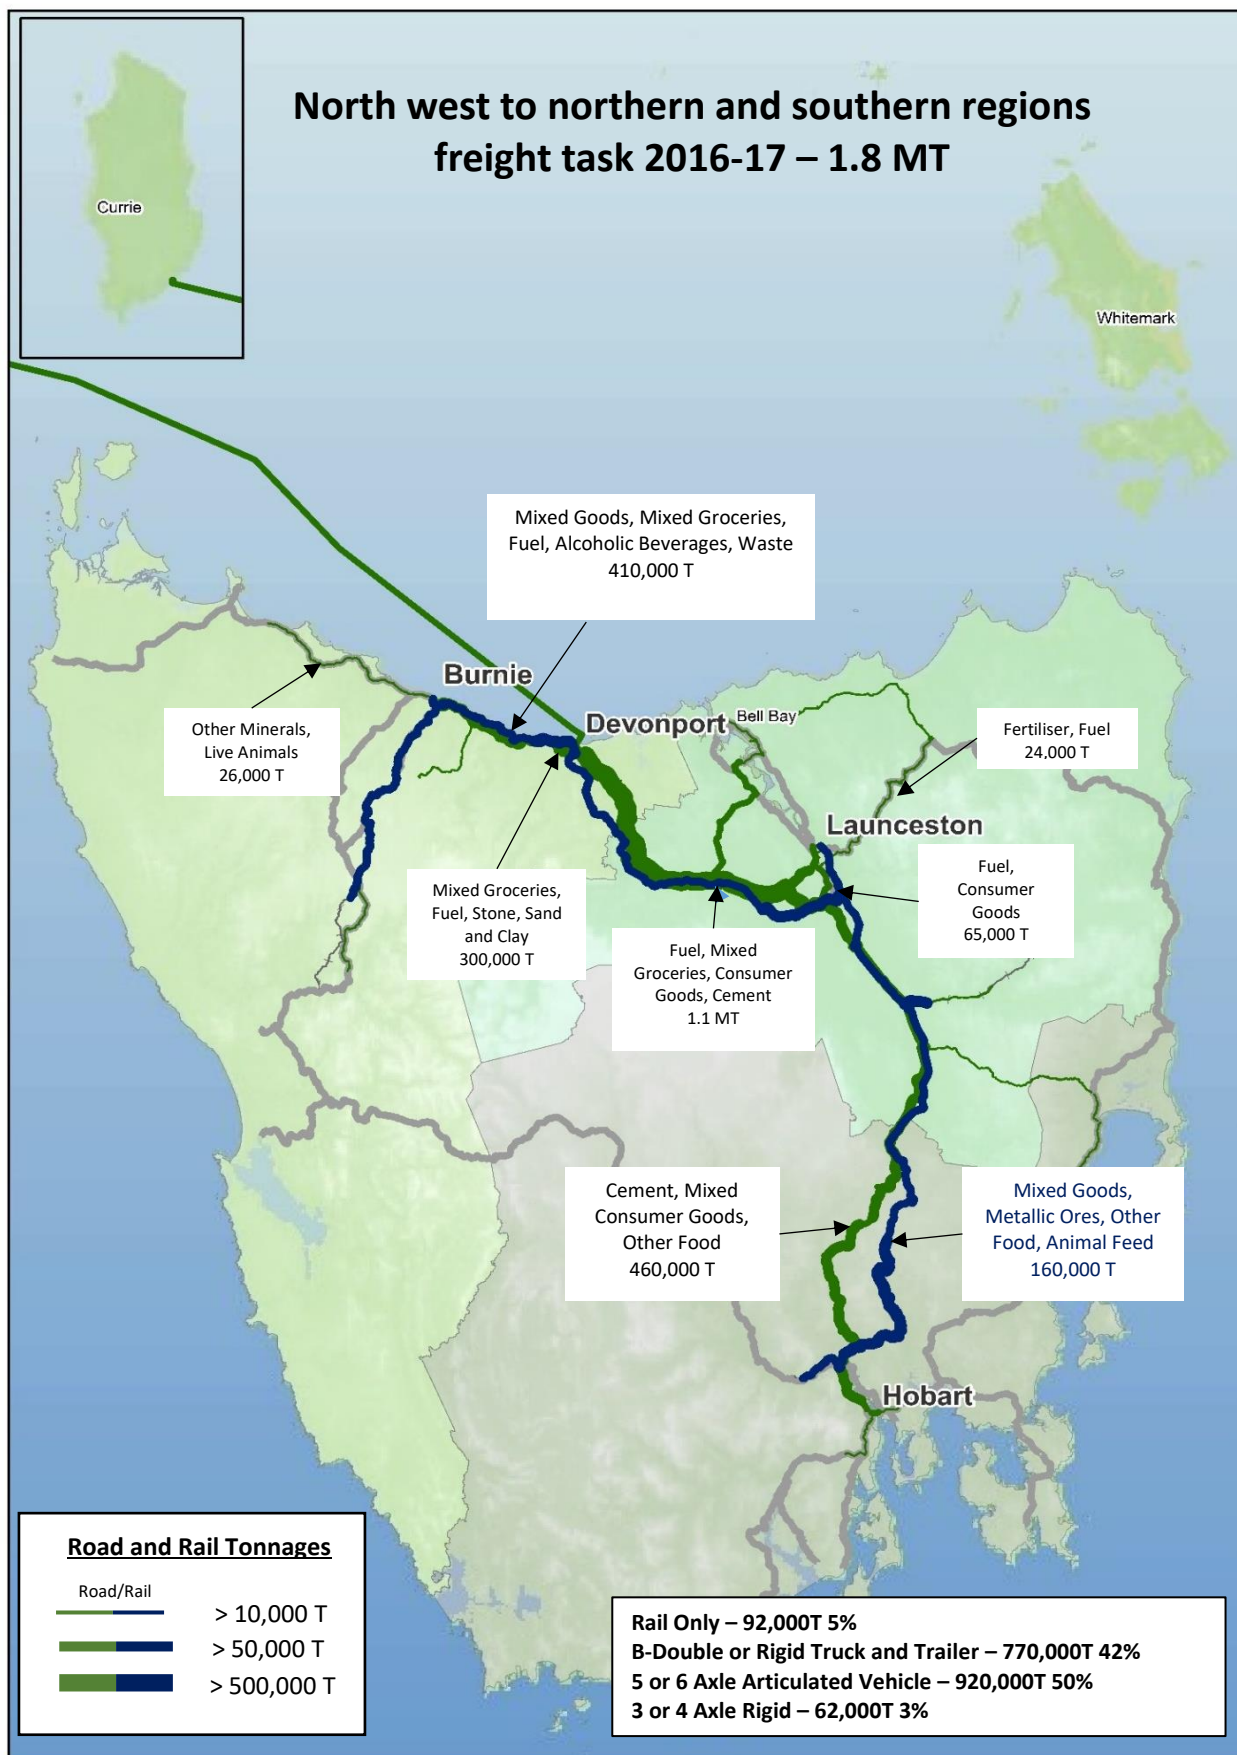 North west to northern and southern regions
freight task 2016-17 – 1.8 MT
Currie
Whitemark
Mixed Goods, Mixed Groceries,
Fuel, Alcoholic Beverages, Waste
410,000 T
Burnie
Devonport
Bell Bay
Other Minerals,
Live Animals
26,000 T
Fertiliser, Fuel
24,000 T
Launceston
Fuel,
Consumer
Goods
65,000 T
Mixed Groceries,
Fuel, Stone, Sand
and Clay
300,000 T
Fuel, Mixed
Groceries, Consumer
Goods, Cement
1.1 MT
Cement, Mixed
Consumer Goods,
Other Food
460,000 T
Mixed Goods,
Metallic Ores, Other
Food, Animal Feed
160,000 T
Hobart
Road and Rail Tonnages
Road/Rail
> 10,000 T
> 50,000 T
> 500,000 T
Rail Only – 92,000T 5%
B-Double or Rigid Truck and Trailer – 770,000T 42%
5 or 6 Axle Articulated Vehicle – 920,000T 50%
3 or 4 Axle Rigid – 62,000T 3%